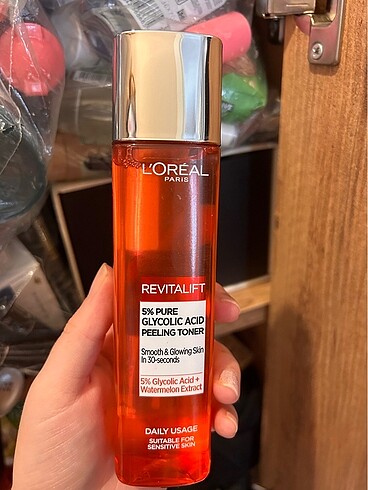 L'ORÉAL
PARIS
REVITALIFT
5% PURE
GLYCOLIC ACID
PEELING TONER
Smooth & Glowing Skin
In 30-seconds
5% Glycolic Acid +
Watermelon Extract
DAILY USAGE
SUITABLE FOR
SENSITIVE SKIN